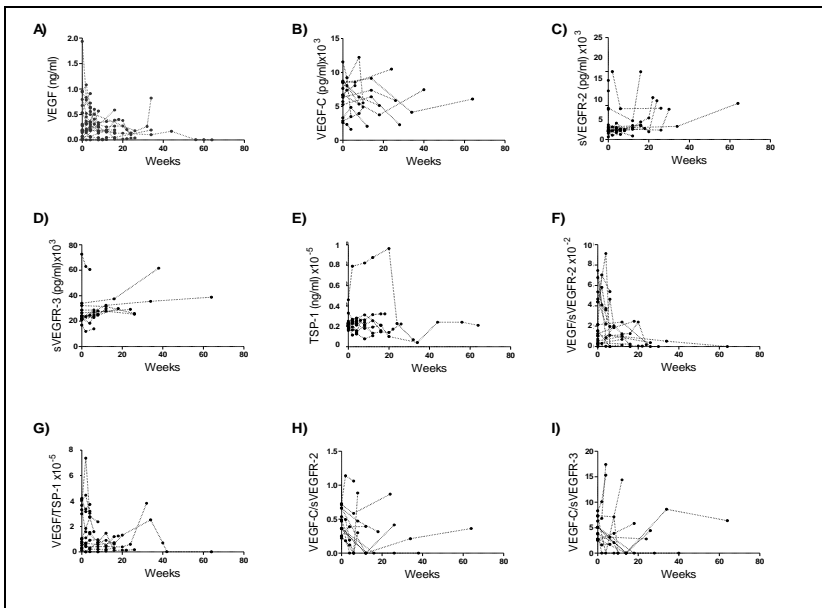 A)
VEGF (ng/ml)
2.0
1.5
1.0
0.5
0.0
0 20 40 60 80
Weeks
B)
VEGF-C (pg/ml)x10³
15
10
5
0
0 20 40 60 80
Weeks
C)
sVEGFR-2 (pg/ml) x10³
25
20
15
10
5
0
0 20 40 60 80
Weeks
D)
sVEGFR-3 (pg/ml)x10³
80
60
40
20
0
0 20 40 60 80
Weeks
E)
TSP-1 (ng/ml) x10⁻⁵
1
0.8
0.6
0.4
0.2
0
0 20 40 60 80
Weeks
F)
VEGF/sVEGFR-2 x10⁻²
10
8
6
4
2
0
0 20 40 60 80
Weeks
G)
VEGF/TSP-1 x10⁻⁵
8
6
4
2
0
0 20 40 60 80
Weeks
H)
VEGF-C/sVEGFR-2
1.5
1.0
0.5
0.0
0 20 40 60 80
Weeks
I)
VEGF-C/sVEGFR-3
20
15
10
5
0
0 20 40 60 80
Weeks